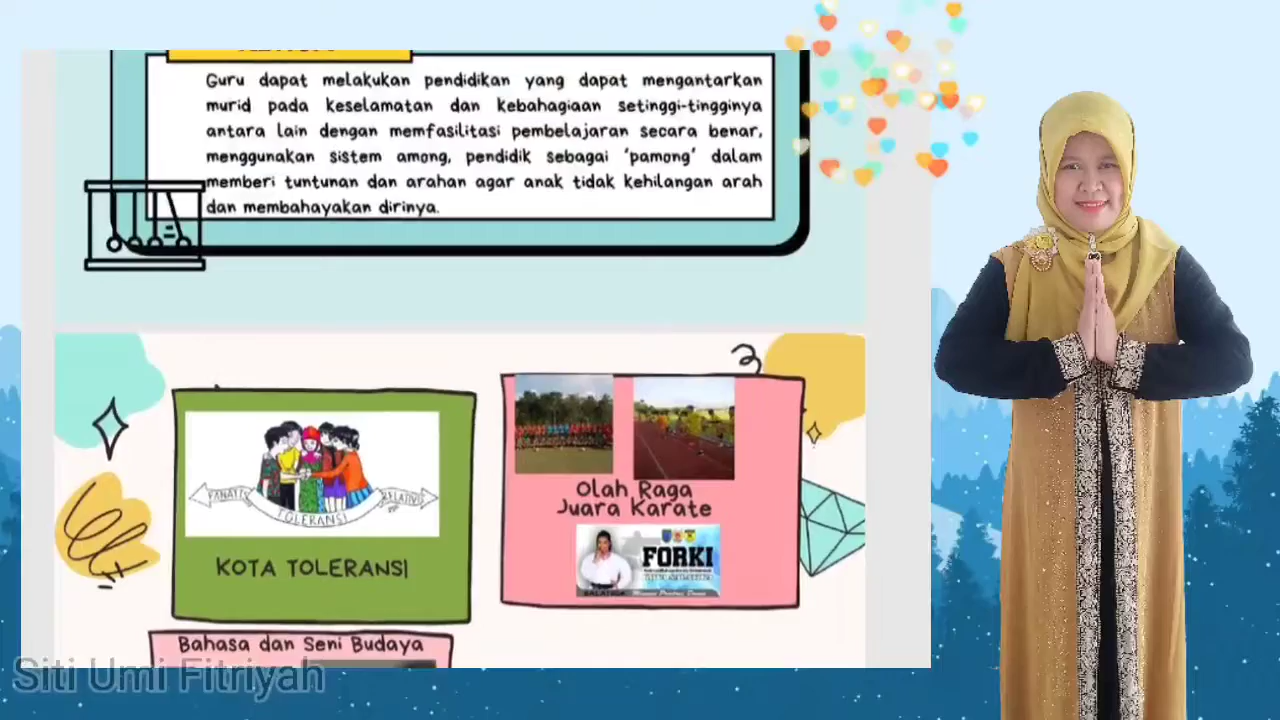 Guru dapat melakukan pendidikan yang dapat mengantarkan
murid pada keselamatan dan kebahagiaan setinggi-tingginya
antara lain dengan memfasilitasi pembelajaran secara benar,
menggunakan sistem among, pendidik sebagai 'pamong' dalam
memberi tuntunan dan arahan agar anak tidak kehilangan arah
dan membahayakan dirinya.
TOLERANSI
KOTA TOLERANSI
Olah Raga
Juara Karate
FORKI
SALATIGA
Bahasa dan Seni Budaya
Siti Umi Fitriyah